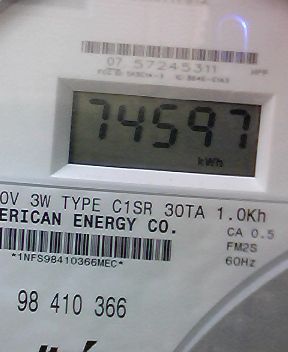 07 57245311
74597
kWh
0V 3W TYPE C1SR 30TA 1.0Kh
ERICAN ENERGY CO.
CA 0.5
FM2S
*1NFS98410366MEC*
60Hz
98 410 366